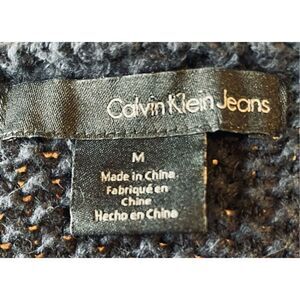 Calvin Klein Jeans
M
Made in China
Fabriqué en
Chine
Hecho en China